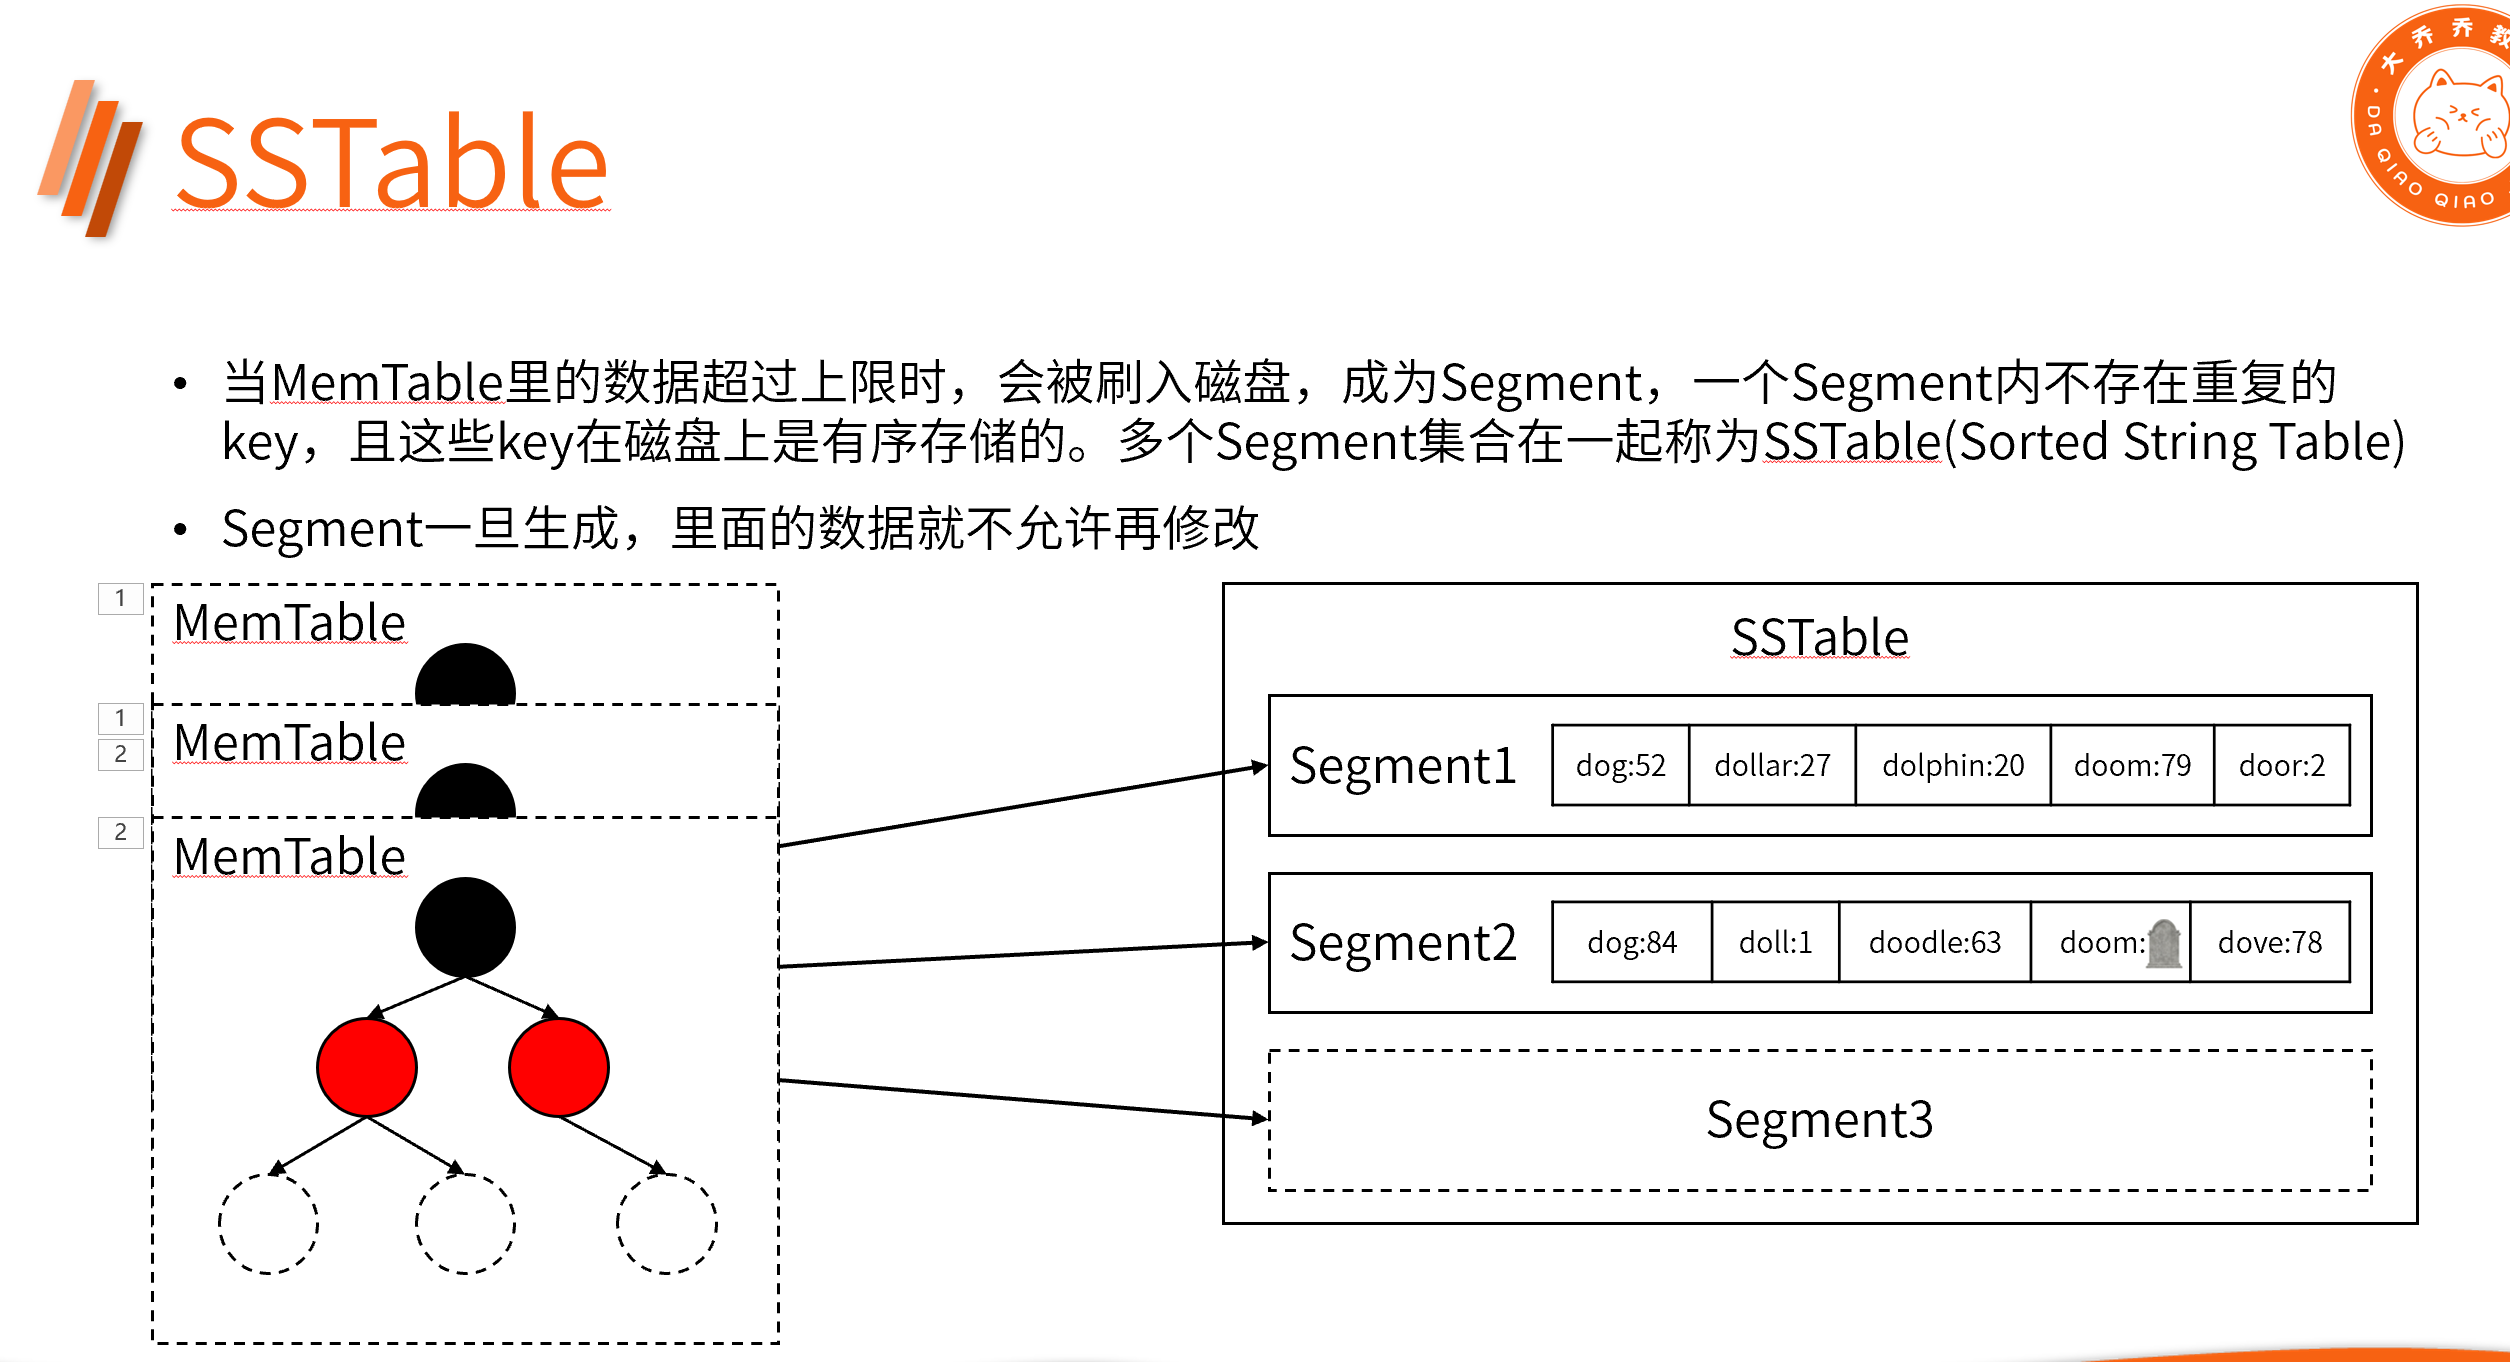 SSTable
大乔乔教
DA QIAO QIAO
• 当MemTable里的数据超过上限时，会被刷入磁盘，成为Segment，一个Segment内不存在重复的
key，且这些key在磁盘上是有序存储的。多个Segment集合在一起称为SSTable(Sorted String Table)
• Segment一旦生成，里面的数据就不允许再修改
1
MemTable
1
2
MemTable
2
MemTable
SSTable
Segment1 dog:52 dollar:27 dolphin:20 doom:79 door:2
Segment2 dog:84 doll:1 doodle:63 doom: dove:78
Segment3